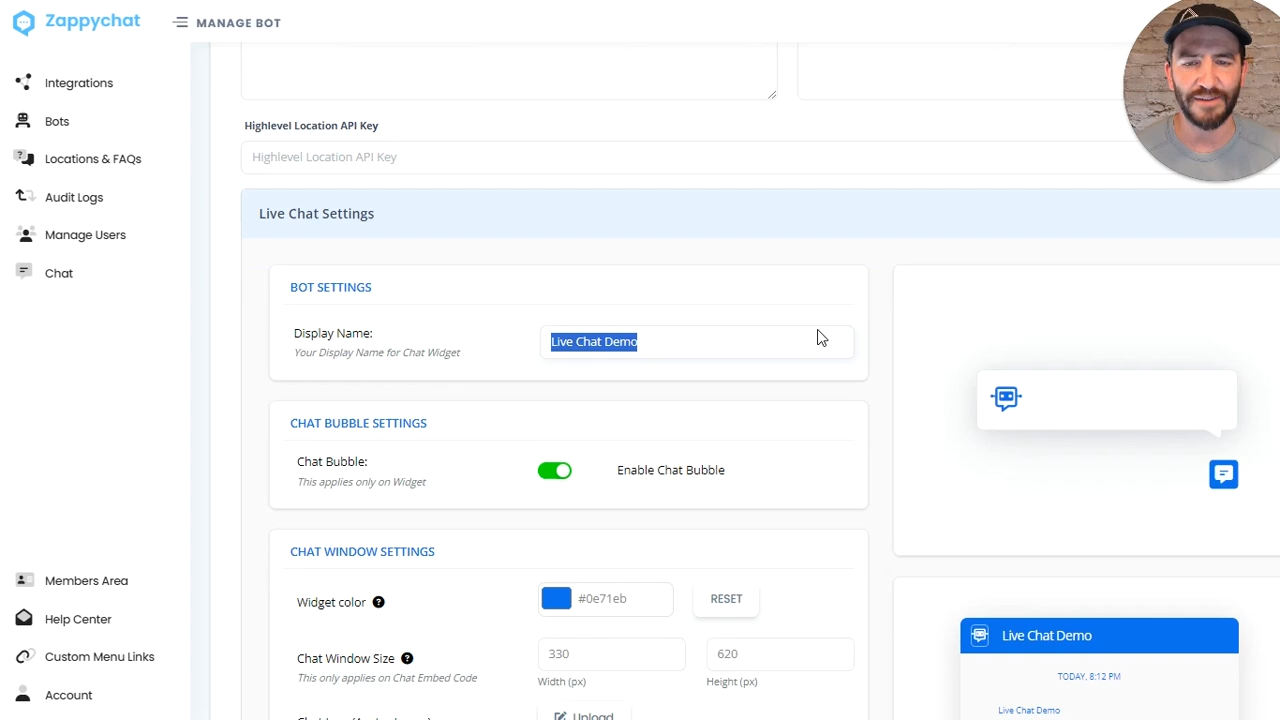 Zappychat
MANAGE BOT
Integrations
Bots
Locations & FAQs
Audit Logs
Manage Users
Chat
Members Area
Help Center
Custom Menu Links
Account
Highlevel Location API Key
Highlevel Location API Key
Live Chat Settings
BOT SETTINGS
Display Name:
Your Display Name for Chat Widget
Live Chat Demo
CHAT BUBBLE SETTINGS
Chat Bubble:
This applies only on Widget
Enable Chat Bubble
CHAT WINDOW SETTINGS
Widget color ?
#0e71eb
RESET
Chat Window Size ?
This only applies on Chat Embed Code
330
Width (px)
620
Height (px)
Upload
Live Chat Demo
TODAY, 8:12 PM
Live Chat Demo